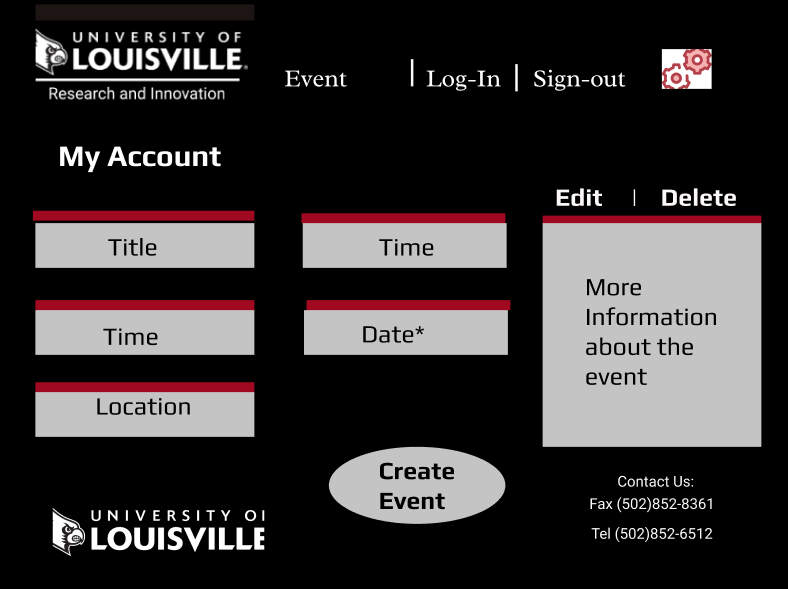 UNIVERSITY OF
LOUISVILLE.
Research and Innovation
Event | Log-In | Sign-out
My Account
Edit | Delete
Title
Time
Time
Date*
Location
More
Information
about the
event
Create
Event
Contact Us:
Fax (502)852-8361
Tel (502)852-6512
UNIVERSITY OF
LOUISVILLE